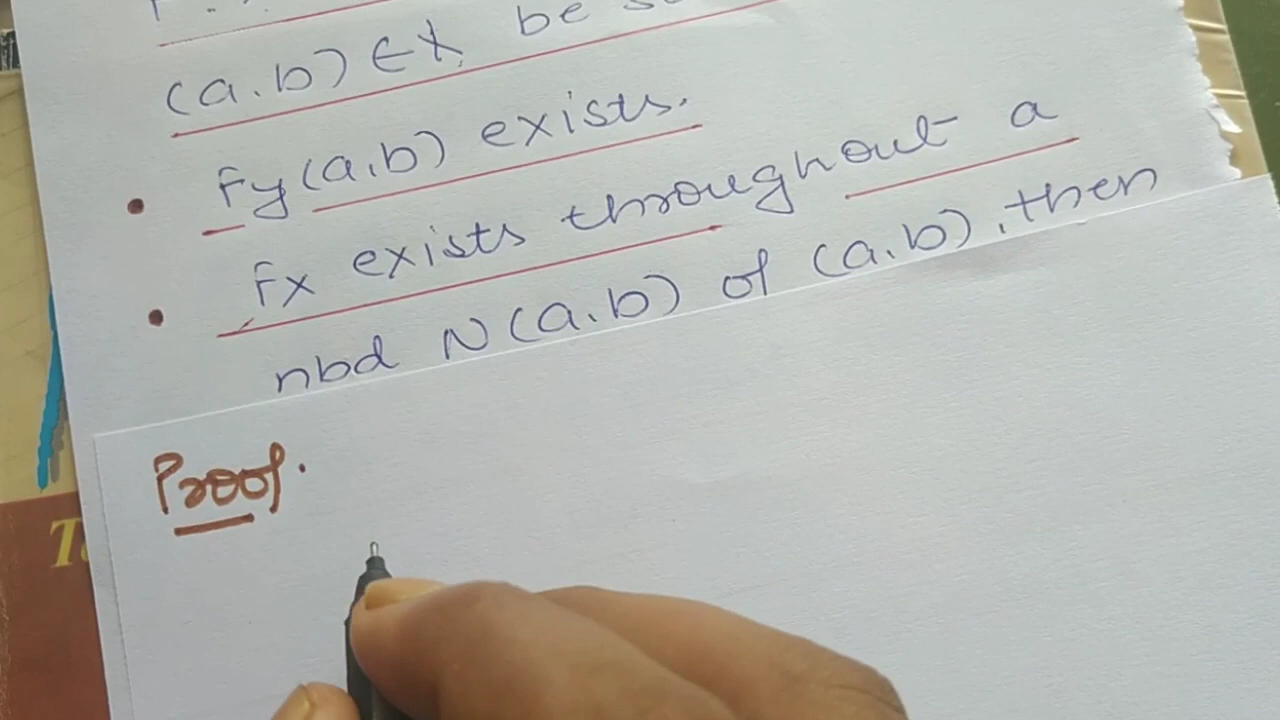 (a.b) ∈ X be
• Fy(a,b) exists.
• Fx exists throughout a
nbd N(a.b) of (a.b), then
Proof.